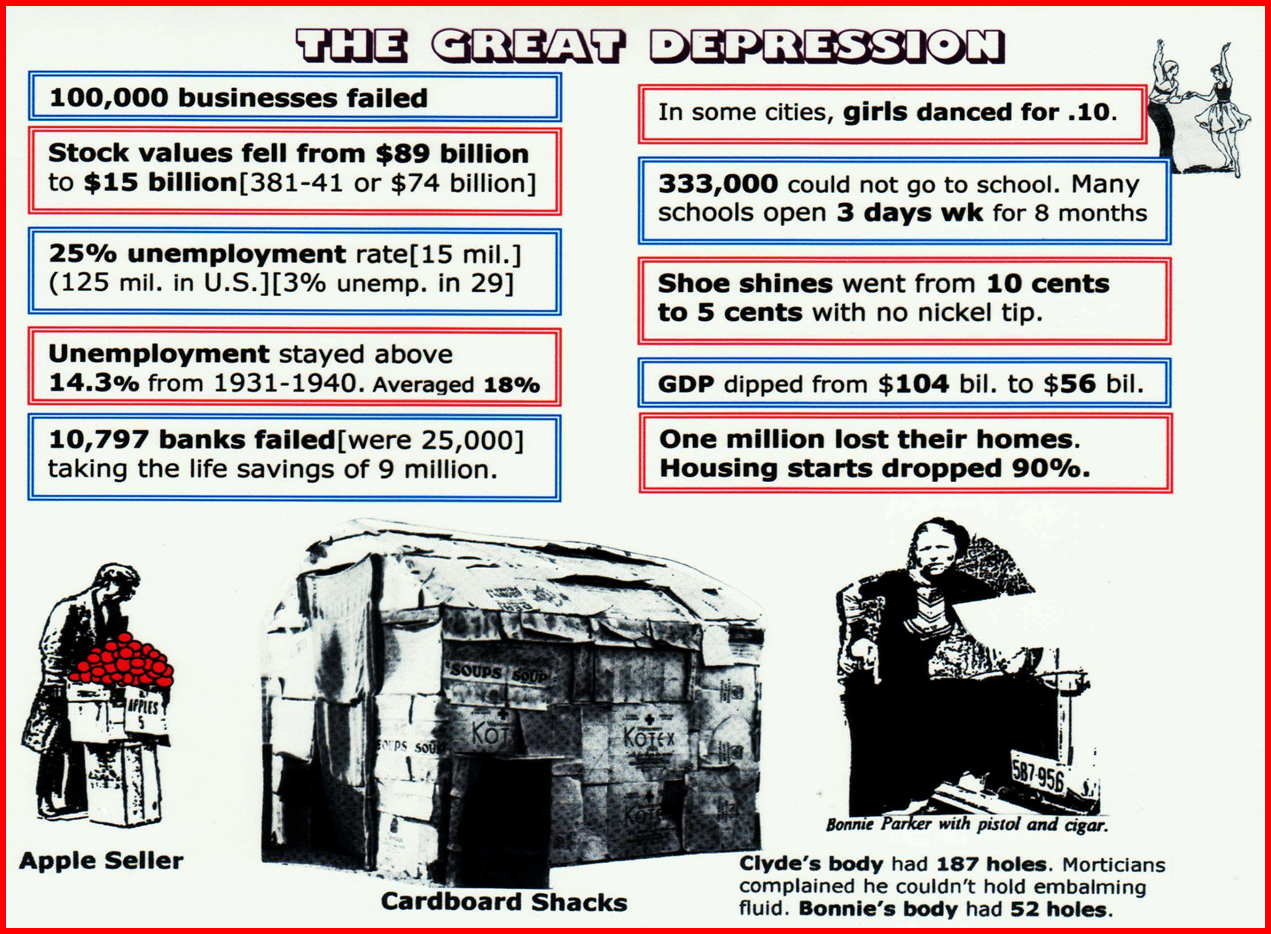 THE GREAT DEPRESSION
100,000 businesses failed
Stock values fell from $89 billion
to $15 billion[381-41 or $74 billion]
25% unemployment rate[15 mil.]
(125 mil. in U.S.][3% unemp. in 29]
Unemployment stayed above
14.3% from 1931-1940. Averaged 18%
10,797 banks failed[were 25,000]
taking the life savings of 9 million.
In some cities, girls danced for .10.
333,000 could not go to school. Many
schools open 3 days wk for 8 months
Shoe shines went from 10 cents
to 5 cents with no nickel tip.
GDP dipped from $104 bil. to $56 bil.
One million lost their homes.
Housing starts dropped 90%.
APPLES
5
Apple Seller
SOUPS SOUP
KOT
KOTEX
SOUPS SOUP
KOTEX
Cardboard Shacks
587-956
Bonnie Parker with pistol and cigar.
Clyde's body had 187 holes. Morticians
complained he couldn't hold embalming
fluid. Bonnie's body had 52 holes.